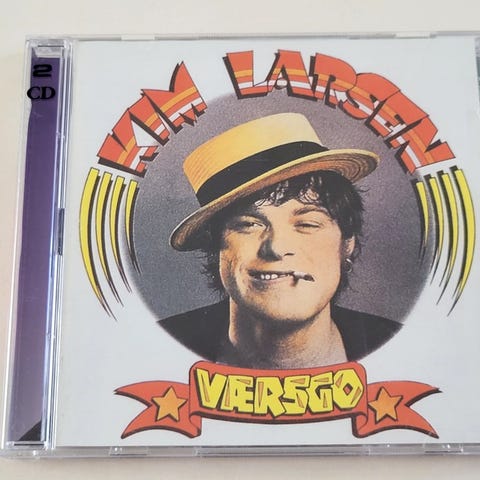 2
CD
KIM LARSEN
VÆRSGO